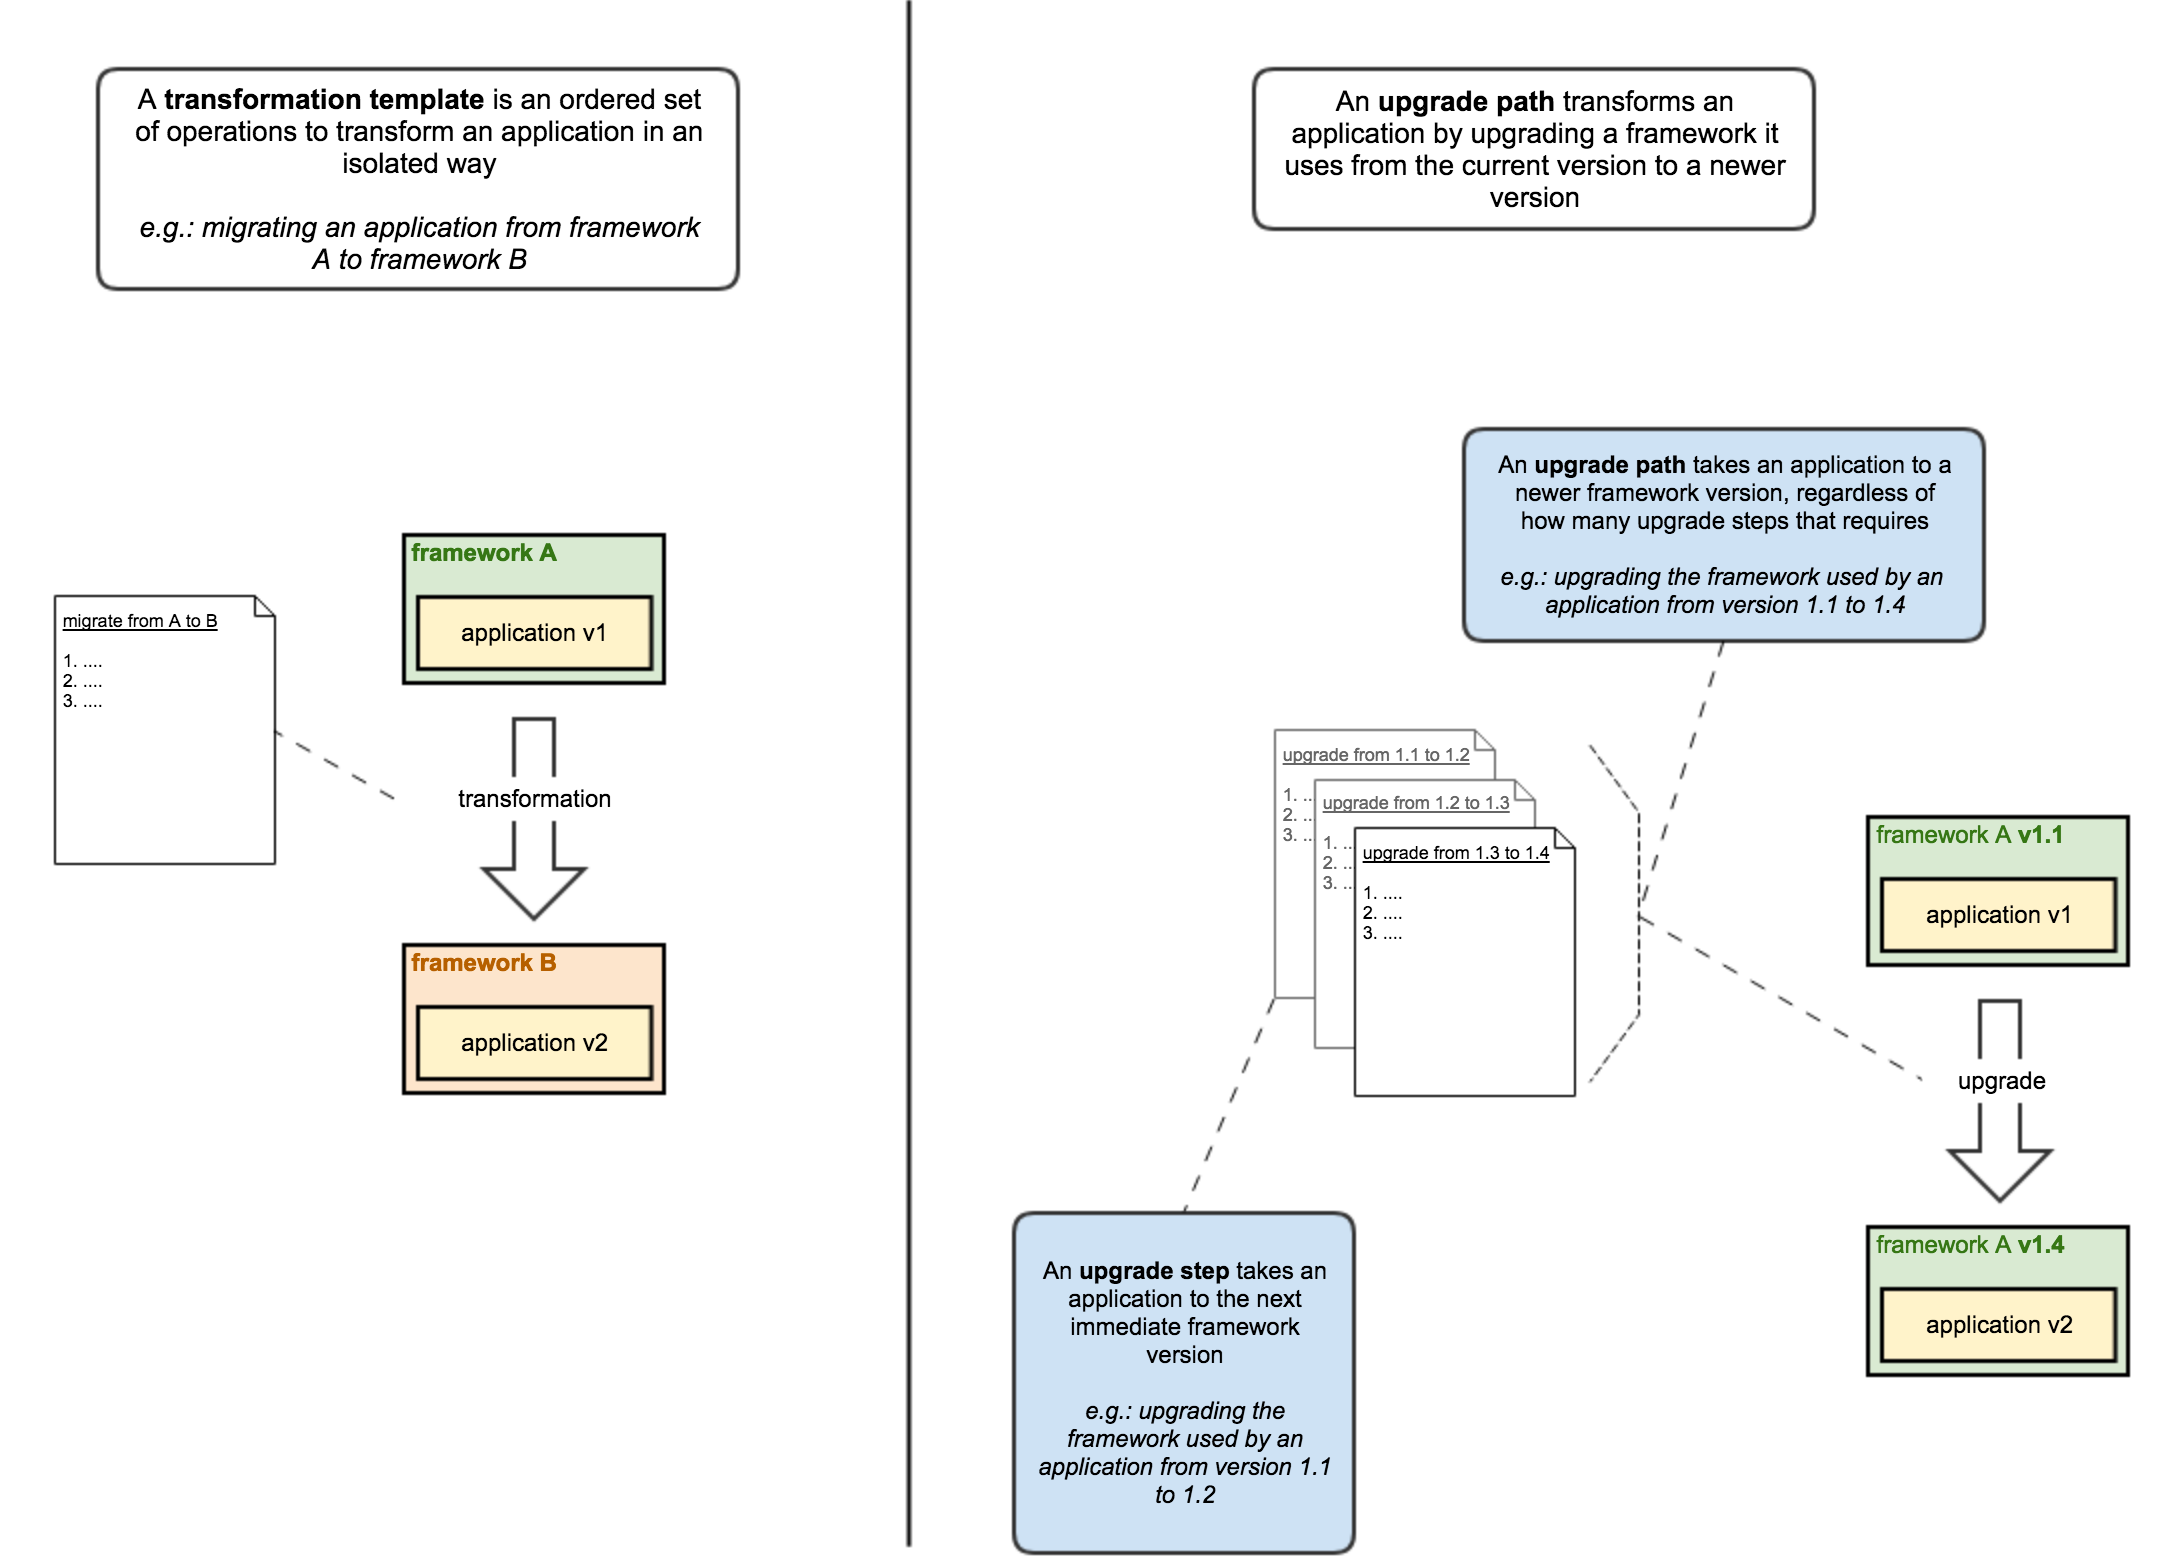 A transformation template is an ordered set
of operations to transform an application in an
isolated way
e.g.: migrating an application from framework
A to framework B
framework A
application v1
migrate from A to B
1. ....
2. ....
3. ....
transformation
framework B
application v2
An upgrade path transforms an
application by upgrading a framework it
uses from the current version to a newer
version
An upgrade path takes an application to a
newer framework version, regardless of
how many upgrade steps that requires
e.g.: upgrading the framework used by an
application from version 1.1 to 1.4
upgrade from 1.1 to 1.2
1. ..
2. ..
3. ..
upgrade from 1.2 to 1.3
1. ..
2. ..
3. ..
upgrade from 1.3 to 1.4
1. ....
2. ....
3. ....
framework A v1.1
application v1
upgrade
framework A v1.4
application v2
An upgrade step takes an
application to the next
immediate framework
version
e.g.: upgrading the
framework used by an
application from version 1.1
to 1.2